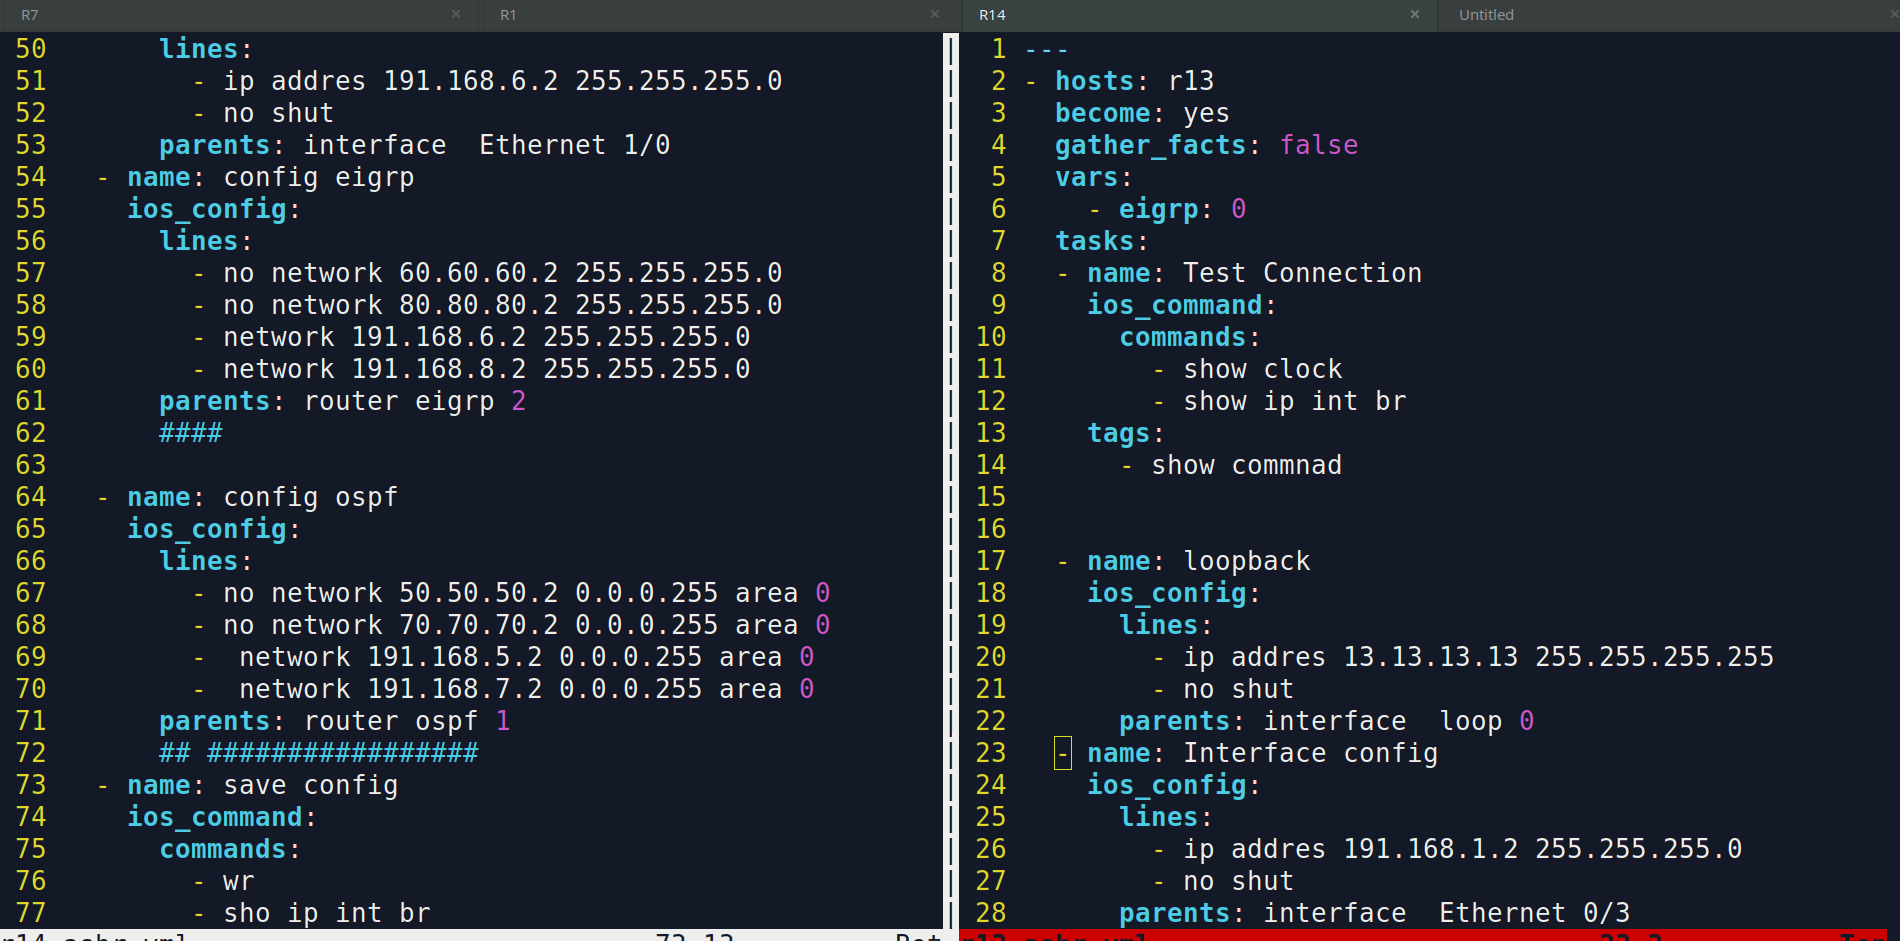 R7 × R1 × R14 × Untitled ×
50 lines:
51 - ip addres 191.168.6.2 255.255.255.0
52 - no shut
53 parents: interface  Ethernet 1/0
54 - name: config eigrp
55 ios_config:
56 lines:
57 - no network 60.60.60.2 255.255.255.0
58 - no network 80.80.80.2 255.255.255.0
59 - network 191.168.6.2 255.255.255.0
60 - network 191.168.8.2 255.255.255.0
61 parents: router eigrp 2
62 ####
63
64 - name: config ospf
65 ios_config:
66 lines:
67 - no network 50.50.50.2 0.0.0.255 area 0
68 - no network 70.70.70.2 0.0.0.255 area 0
69 -  network 191.168.5.2 0.0.0.255 area 0
70 -  network 191.168.7.2 0.0.0.255 area 0
71 parents: router ospf 1
72 ## #################
73 - name: save config
74 ios_command:
75 commands:
76 - wr
77 - sho ip int br
1 ---
2 - hosts: r13
3 become: yes
4 gather_facts: false
5 vars:
6 - eigrp: 0
7 tasks:
8 - name: Test Connection
9 ios_command:
10 commands:
11 - show clock
12 - show ip int br
13 tags:
14 - show commnad
15
16
17 - name: loopback
18 ios_config:
19 lines:
20 - ip addres 13.13.13.13 255.255.255.255
21 - no shut
22 parents: interface  loop 0
23 - name: Interface config
24 ios_config:
25 lines:
26 - ip addres 191.168.1.2 255.255.255.0
27 - no shut
28 parents: interface  Ethernet 0/3